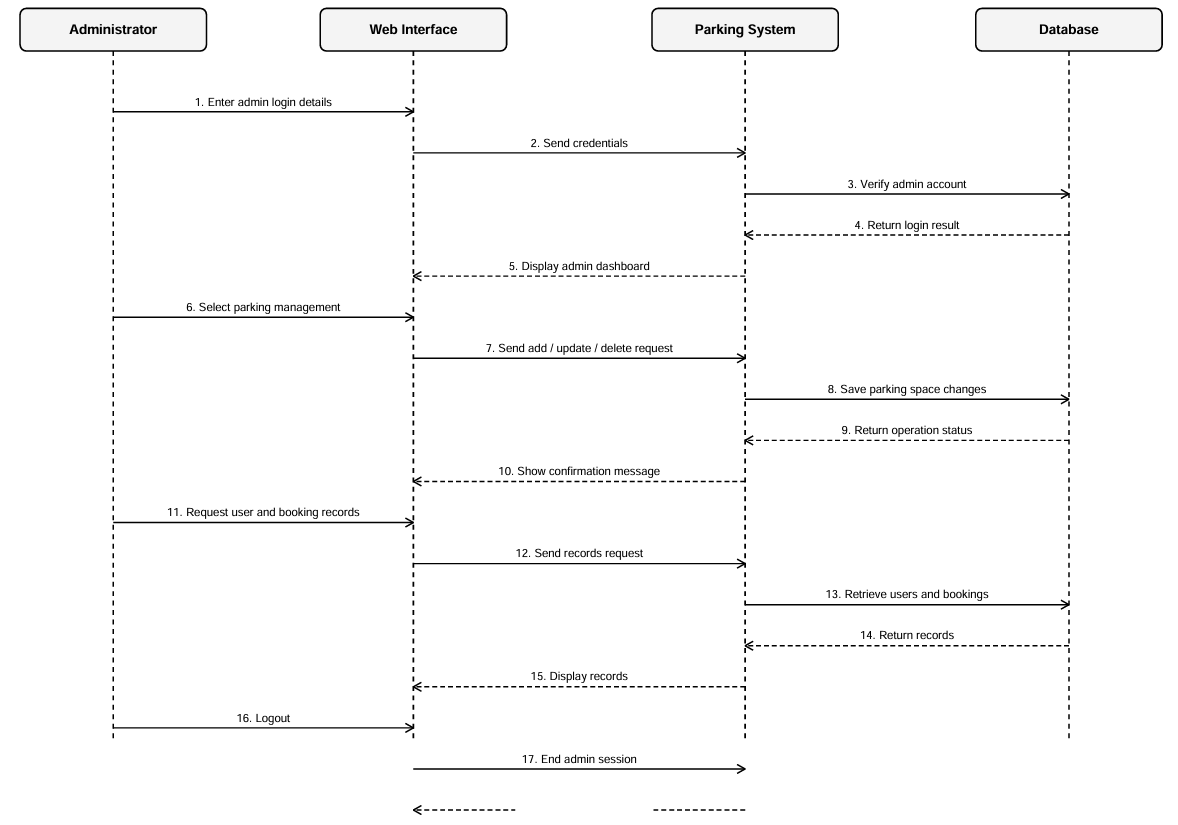 Administrator
Web Interface
Parking System
Database
1. Enter admin login details
2. Send credentials
3. Verify admin account
4. Return login result
5. Display admin dashboard
6. Select parking management
7. Send add / update / delete request
8. Save parking space changes
9. Return operation status
10. Show confirmation message
11. Request user and booking records
12. Send records request
13. Retrieve users and bookings
14. Return records
15. Display records
16. Logout
17. End admin session